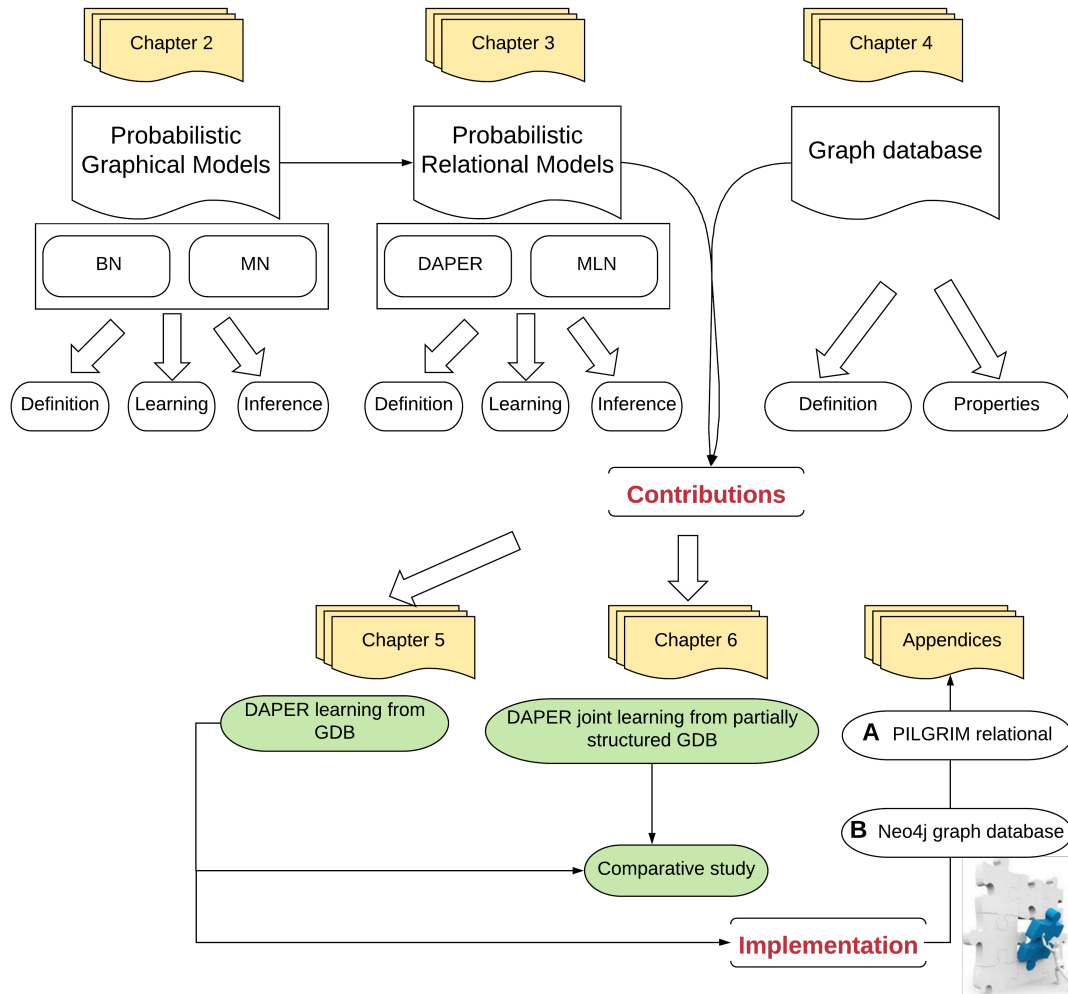 Chapter 2
Chapter 3
Chapter 4
Probabilistic
Graphical Models
Probabilistic
Relational Models
Graph database
BN
MN
DAPER
MLN
Definition
Learning
Inference
Definition
Learning
Inference
Definition
Properties
Contributions
Chapter 5
Chapter 6
Appendices
DAPER learning from
GDB
DAPER joint learning from partially
structured GDB
A PILGRIM relational
B Neo4j graph database
Comparative study
Implementation